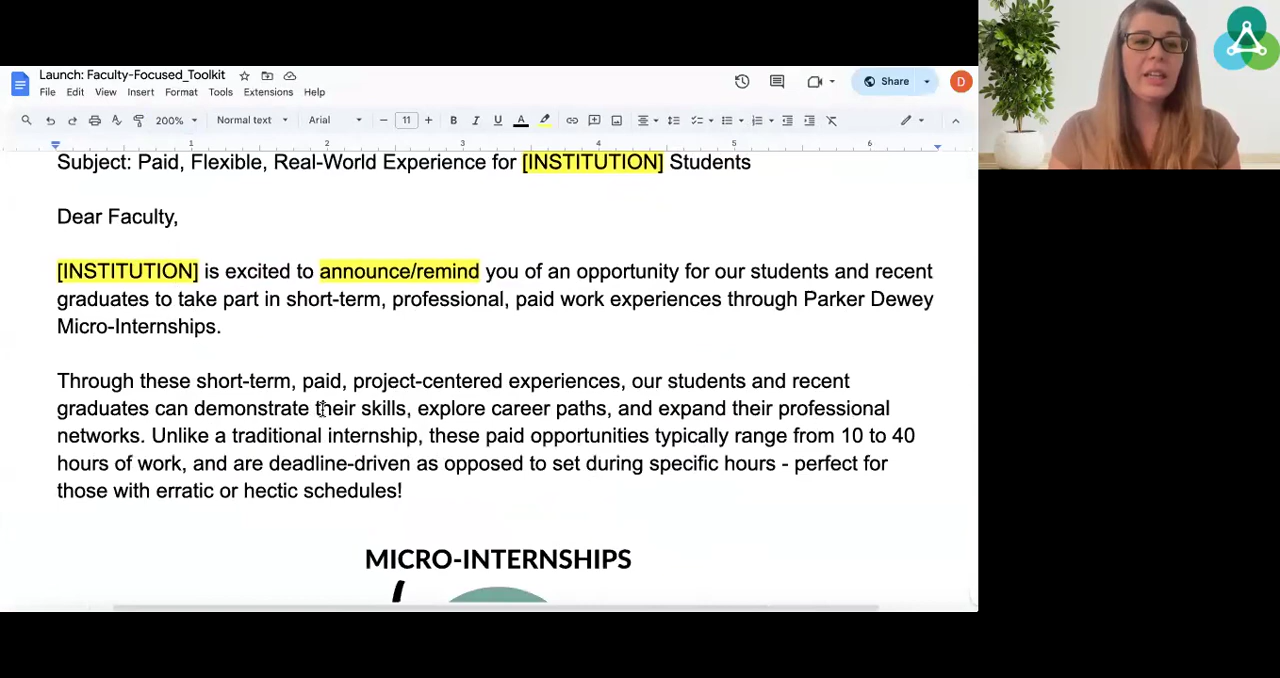 Launch: Faculty-Focused_Toolkit
File Edit View Insert Format Tools Extensions Help
Share
D
200% Normal text Arial 11
1 2 3 4 5 6
Subject: Paid, Flexible, Real-World Experience for [INSTITUTION] Students
Dear Faculty,
[INSTITUTION] is excited to announce/remind you of an opportunity for our students and recent
graduates to take part in short-term, professional, paid work experiences through Parker Dewey
Micro-Internships.
Through these short-term, paid, project-centered experiences, our students and recent
graduates can demonstrate their skills, explore career paths, and expand their professional
networks. Unlike a traditional internship, these paid opportunities typically range from 10 to 40
hours of work, and are deadline-driven as opposed to set during specific hours - perfect for
those with erratic or hectic schedules!
MICRO-INTERNSHIPS